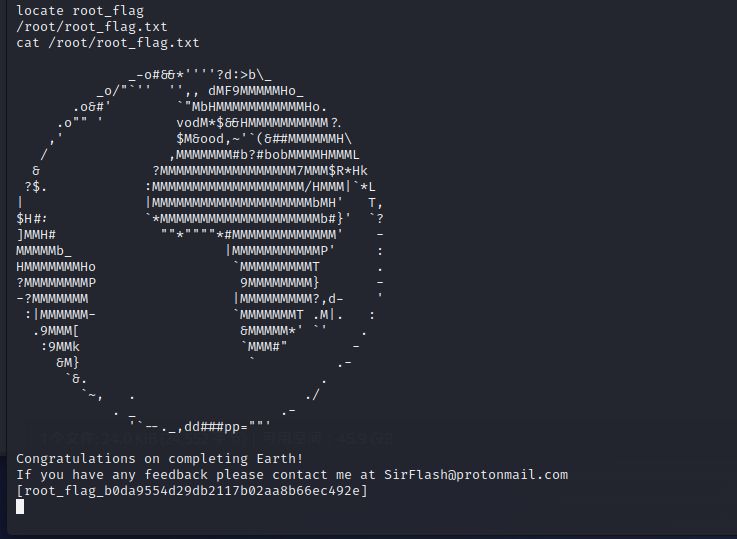 locate root_flag
/root/root_flag.txt
cat /root/root_flag.txt
              _-o#&&*''''?d:>b\_
          _o/"`''  '',, dMF9MMMMMHo_
       .o&#'        `"MbHMMMMMMMMMMMHo.
     .o"" '         vodM*$&&HMMMMMMMMMM?.
    ,'              $M&ood,~'`(&##MMMMMMH\
   /               ,MMMMMMM#b?#bobMMMMHMMML
  &              ?MMMMMMMMMMMMMMMMM7MMM$R*Hk
 ?$.            :MMMMMMMMMMMMMMMMMMM/HMMM|`*L
|               |MMMMMMMMMMMMMMMMMMMMbMH'   T,
$H#:            `*MMMMMMMMMMMMMMMMMMMMb#}'  `?
]MMH#             ""*""""*#MMMMMMMMMMMMM'    -
MMMMMb_                   |MMMMMMMMMMMP'     :
HMMMMMMMHo                 `MMMMMMMMMT       .
?MMMMMMMMP                  9MMMMMMMM}       -
-?MMMMMMM                  |MMMMMMMMM?,d-    '
 :|MMMMMM-                 `MMMMMMMT .M|.   :
  .9MMM[                    &MMMMM*' `'    .
   :9MMk                    `MMM#"        -
     &M}                     `          .-
      `&.                             .
        `~,   .                     ./
            . _                  .-
              '`--._,dd###pp=""'
Congratulations on completing Earth!
If you have any feedback please contact me at SirFlash@protonmail.com
[root_flag_b0da9554d29db2117b02aa8b66ec492e]